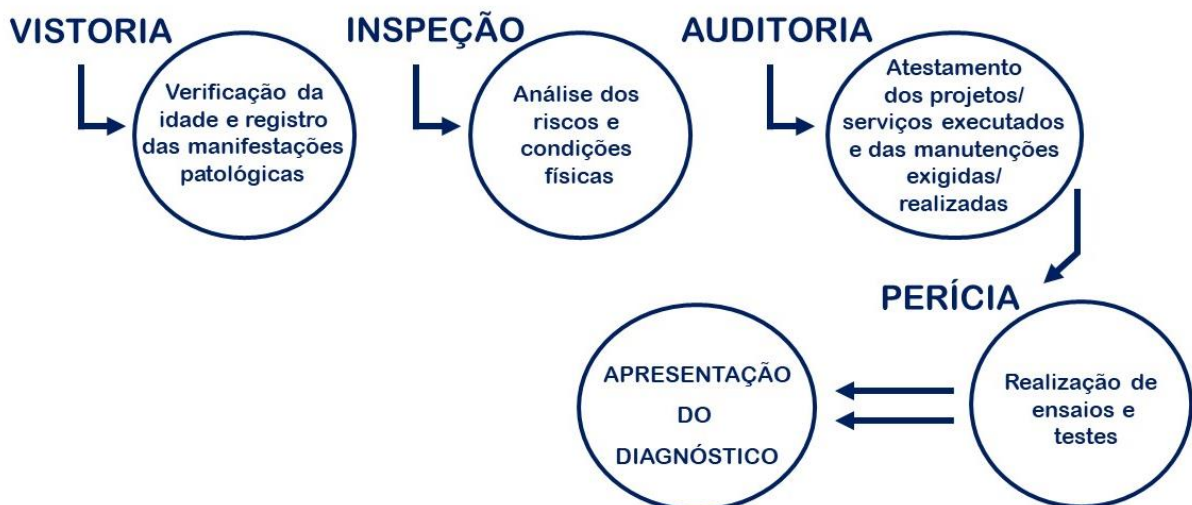 VISTORIA
Verificação da
idade e registro
das manifestações
patológicas
INSPEÇÃO
Análise dos
riscos e
condições
físicas
AUDITORIA
Atestamento
dos projetos/
serviços executados
e das manutenções
exigidas/
realizadas
PERÍCIA
Realização de
ensaios e
testes
APRESENTAÇÃO
DO
DIAGNÓSTICO